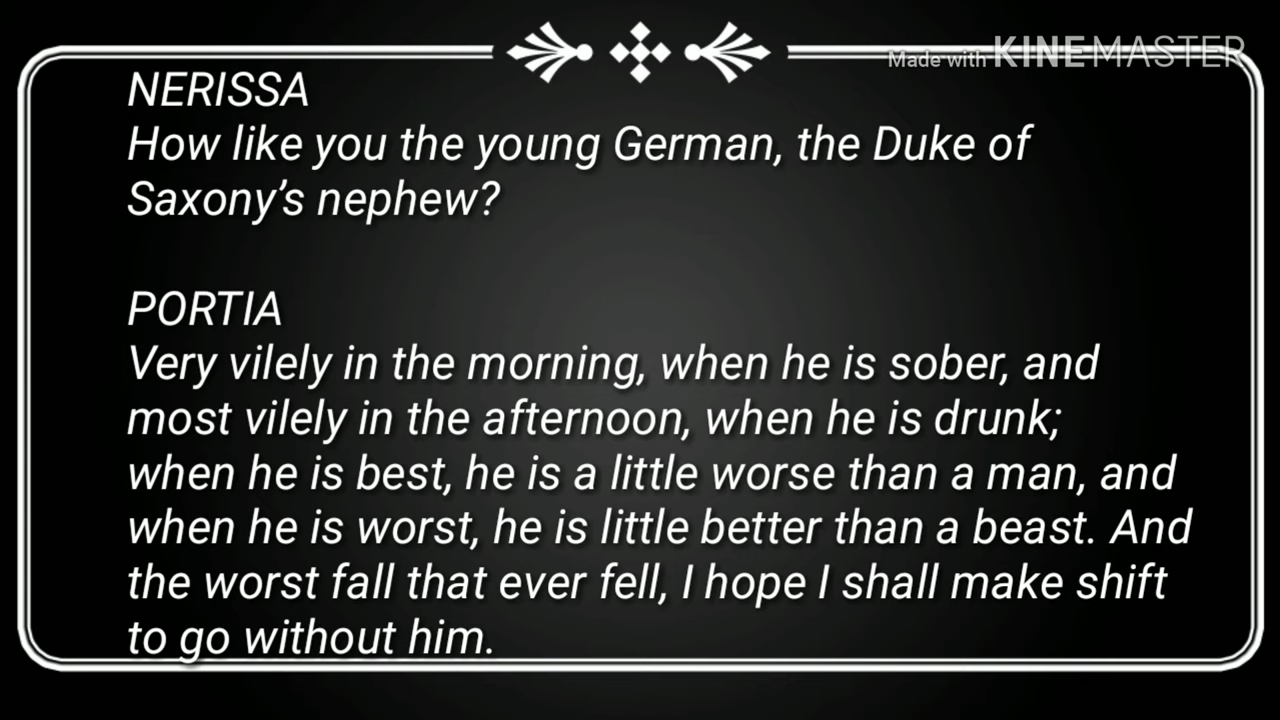 Made with KINEMASTER
NERISSA
How like you the young German, the Duke of
Saxony’s nephew?
PORTIA
Very vilely in the morning, when he is sober, and
most vilely in the afternoon, when he is drunk;
when he is best, he is a little worse than a man, and
when he is worst, he is little better than a beast. And
the worst fall that ever fell, I hope I shall make shift
to go without him.